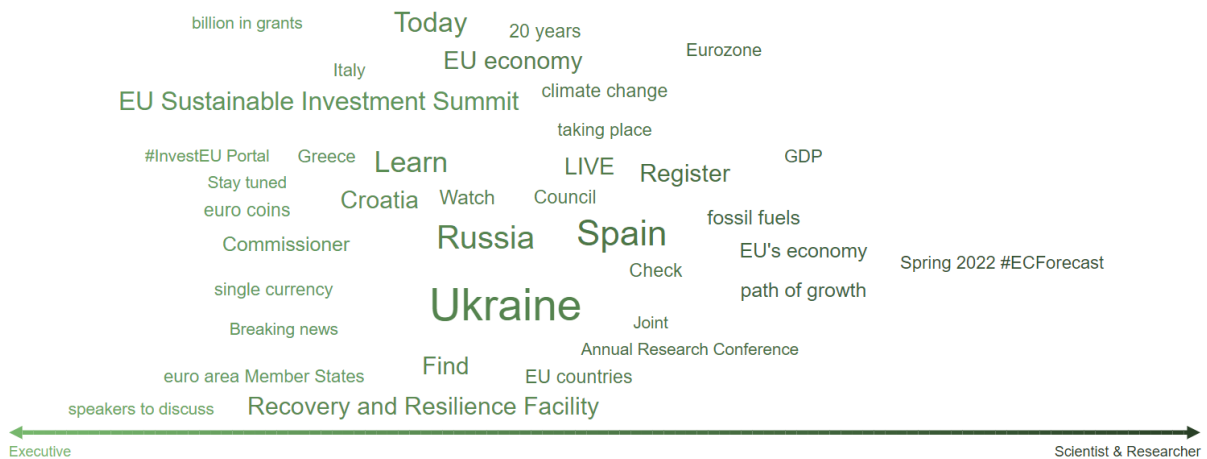 billion in grants
Today
20 years
Eurozone
EU economy
Italy
climate change
EU Sustainable Investment Summit
taking place
#InvestEU Portal
Greece
Learn
LIVE
GDP
Register
Stay tuned
Croatia
Watch
Council
euro coins
fossil fuels
Spain
Russia
Commissioner
EU's economy
Spring 2022 #ECForecast
Check
single currency
path of growth
Ukraine
Joint
Breaking news
Annual Research Conference
Find
euro area Member States
EU countries
speakers to discuss
Recovery and Resilience Facility
Executive
Scientist & Researcher